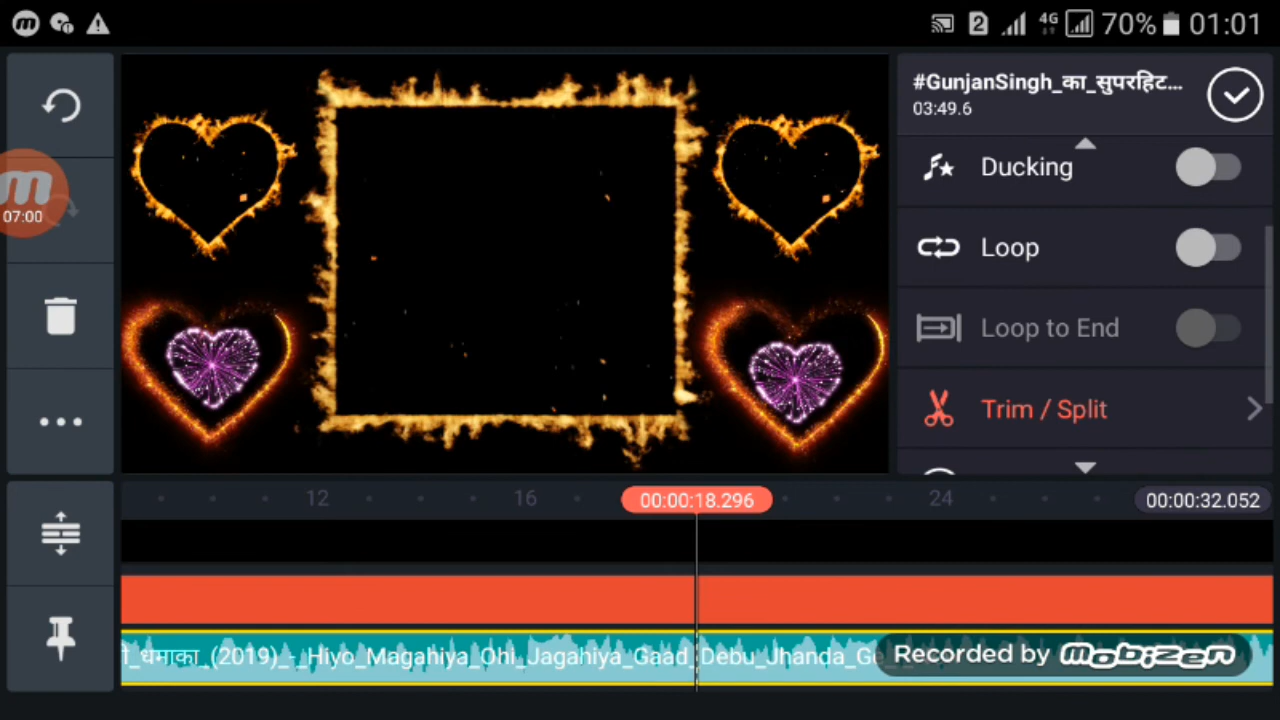 2 4G 70% 01:01
#GunjanSingh_का_सुपरहिट...
03:49.6
Ducking
m
07:00
Loop
Loop to End
Trim / Split
12 16 00:00:18.296 24 00:00:32.052
धमाका_(2019)_-_Hiyo_Magahiya_Ohi_Jagahiya_Gaad_Debu_Jhanda_Ge
Recorded by mobizen